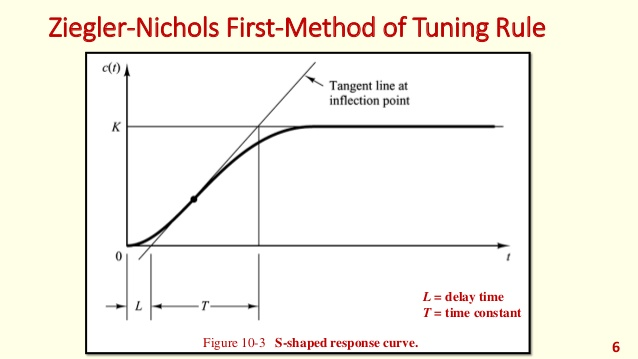 Ziegler-Nichols First-Method of Tuning Rule
c(t)
Tangent line at
inflection point
K
0
t
L
T
L = delay time
T = time constant
Figure 10-3 S-shaped response curve.
6